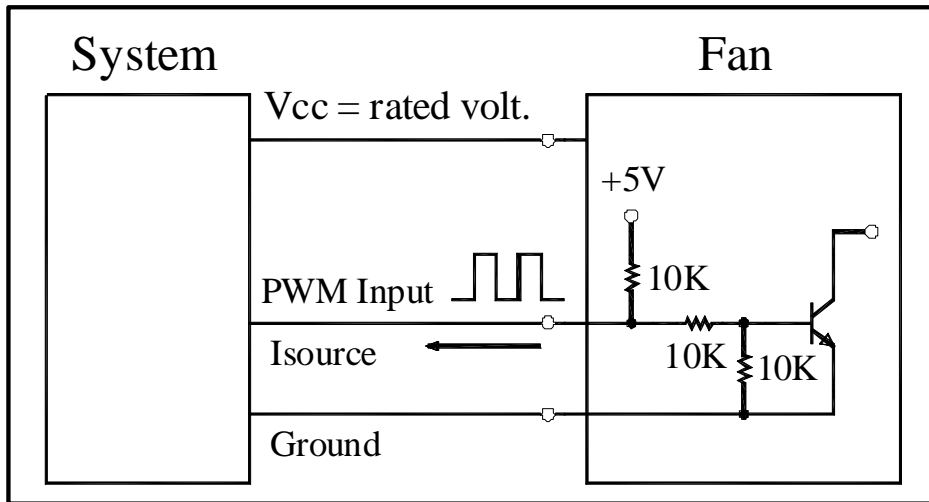 System
Fan
Vcc = rated volt.
+5V
10K
PWM Input
10K
10K
Isource
Ground